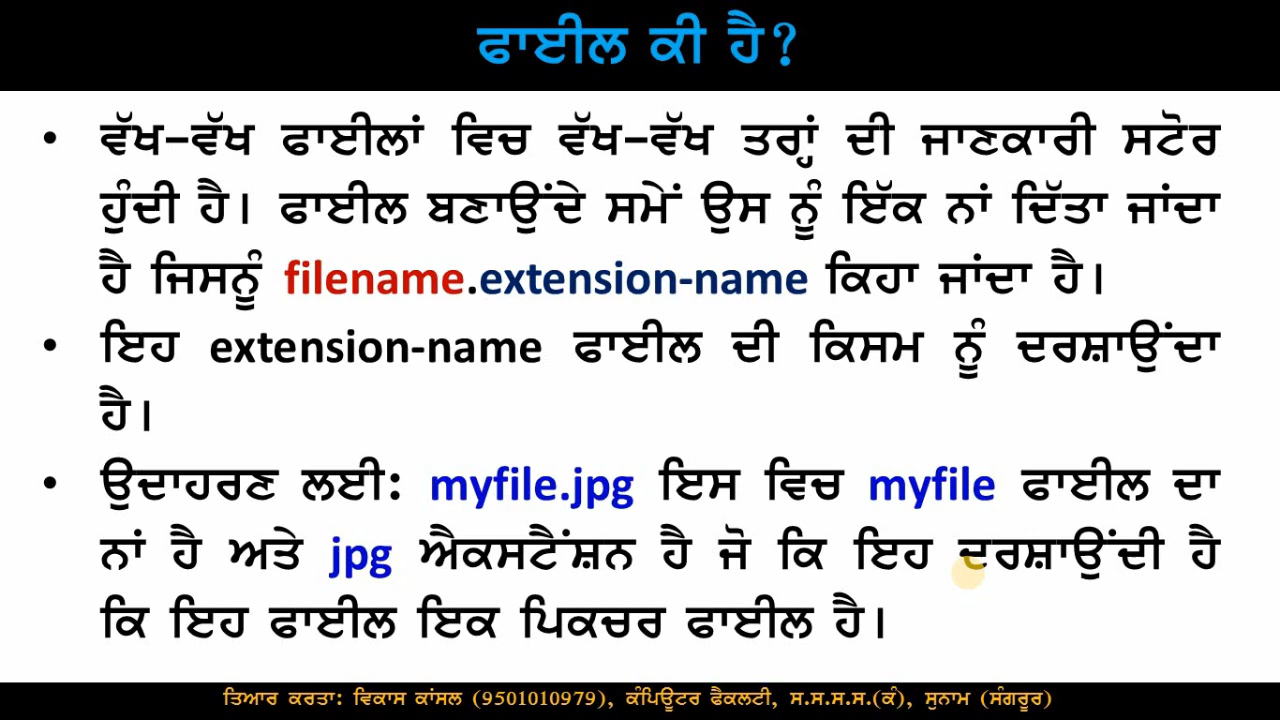 ਫਾਈਲ ਕੀ ਹੈ?
• ਵੱਖ-ਵੱਖ ਫਾਈਲਾਂ ਵਿਚ ਵੱਖ-ਵੱਖ ਤਰ੍ਹਾਂ ਦੀ ਜਾਣਕਾਰੀ ਸਟੋਰ
ਹੁੰਦੀ ਹੈ। ਫਾਈਲ ਬਣਾਉਂਦੇ ਸਮੇਂ ਉਸ ਨੂੰ ਇੱਕ ਨਾਂ ਦਿੱਤਾ ਜਾਂਦਾ
ਹੈ ਜਿਸਨੂੰ filename.extension-name ਕਿਹਾ ਜਾਂਦਾ ਹੈ।
• ਇਹ extension-name ਫਾਈਲ ਦੀ ਕਿਸਮ ਨੂੰ ਦਰਸ਼ਾਉਂਦਾ
ਹੈ।
• ਉਦਾਹਰਣ ਲਈ: myfile.jpg ਇਸ ਵਿਚ myfile ਫਾਈਲ ਦਾ
ਨਾਂ ਹੈ ਅਤੇ jpg ਐਕਸਟੈਂਸ਼ਨ ਹੈ ਜੋ ਕਿ ਇਹ ਦਰਸ਼ਾਉਂਦੀ ਹੈ
ਕਿ ਇਹ ਫਾਈਲ ਇਕ ਪਿਕਚਰ ਫਾਈਲ ਹੈ।
ਤਿਆਰ ਕਰਤਾ: ਵਿਕਾਸ ਕਾਂਸਲ (9501010979), ਕੰਪਿਊਟਰ ਫੈਕਲਟੀ, ਸ.ਸ.ਸ.ਸ.(ਕੰ), ਸੁਨਾਮ (ਸੰਗਰੂਰ)